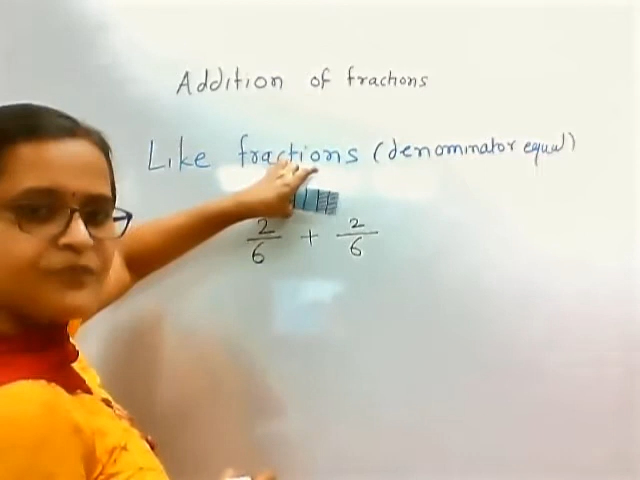 Addition of fractions
Like fractions (denominator equal)
2/6 + 2/6